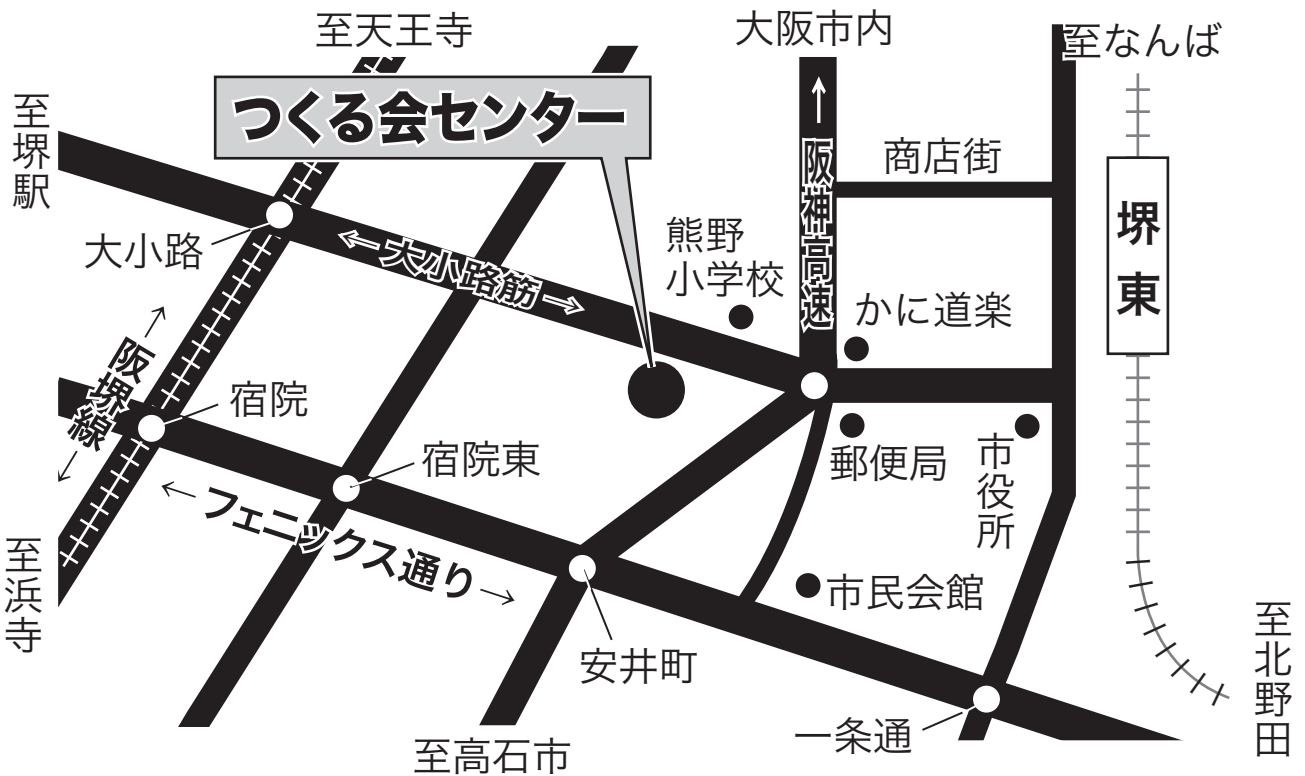 至天王寺
大阪市内
至なんば
つくる会センター
至堺駅
阪神高速
商店街
堺東
大小路
←大小路筋→
熊野
小学校
かに道楽
←阪堺線→
宿院
宿院東
郵便局
市役所
←フェニックス通り→
市民会館
至浜寺
安井町
至北野田
一条通
至高石市